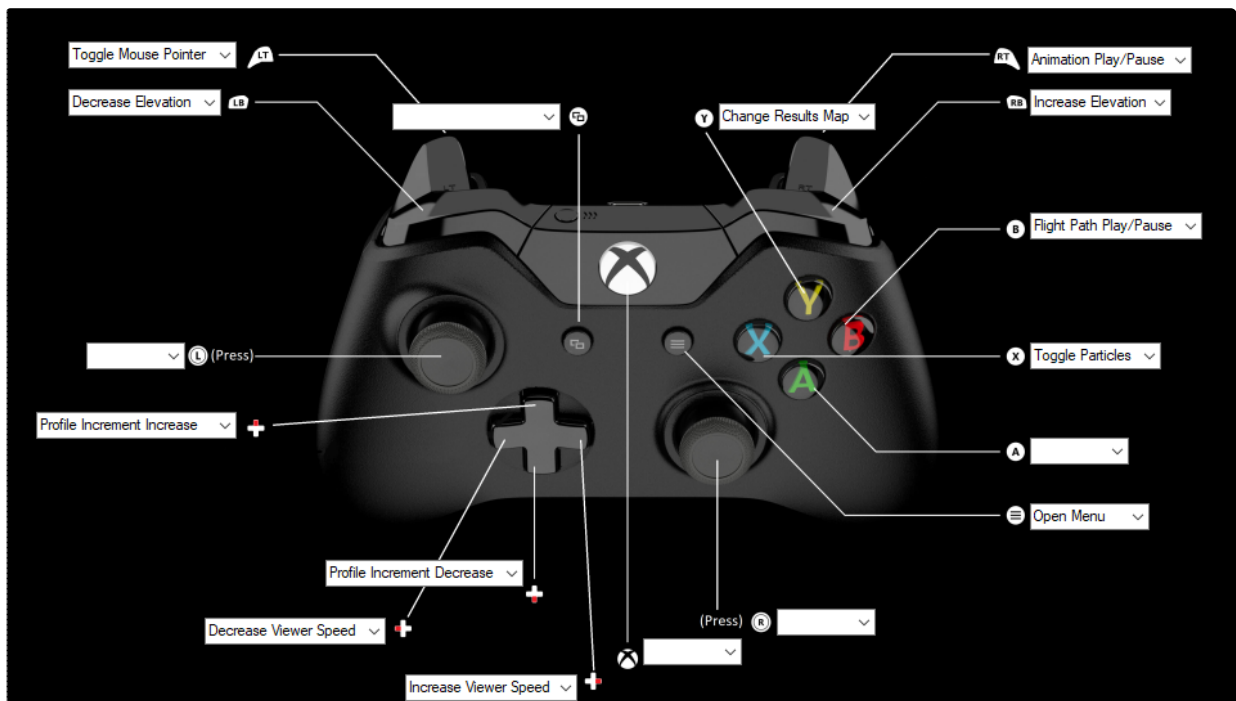 Toggle Mouse Pointer
LT
RT
Animation Play/Pause
Decrease Elevation
LB
RB
Increase Elevation
Y
Change Results Map
LT
RT
B
Flight Path Play/Pause
Y
X
B
A
L (Press)
X
Toggle Particles
Profile Increment Increase
A
Open Menu
Profile Increment Decrease
Decrease Viewer Speed
(Press) R
Increase Viewer Speed